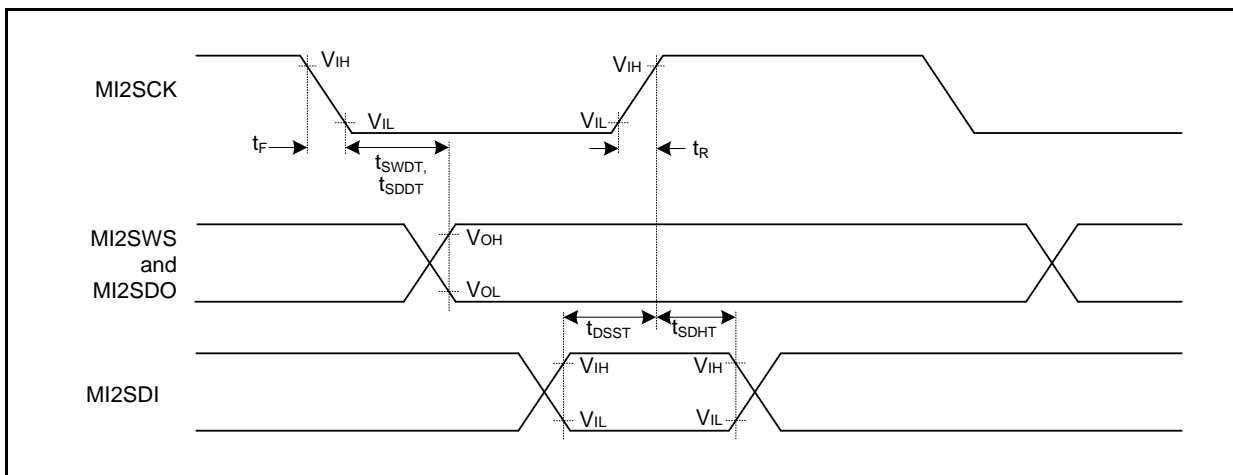 VIH
VIH
MI2SCK
VIL
VIL
tF
tR
tSWDT,
tSDDT
MI2SWS
and
MI2SDO
VOH
VOL
tDSST
tSDHT
VIH
VIH
MI2SDI
VIL
VIL